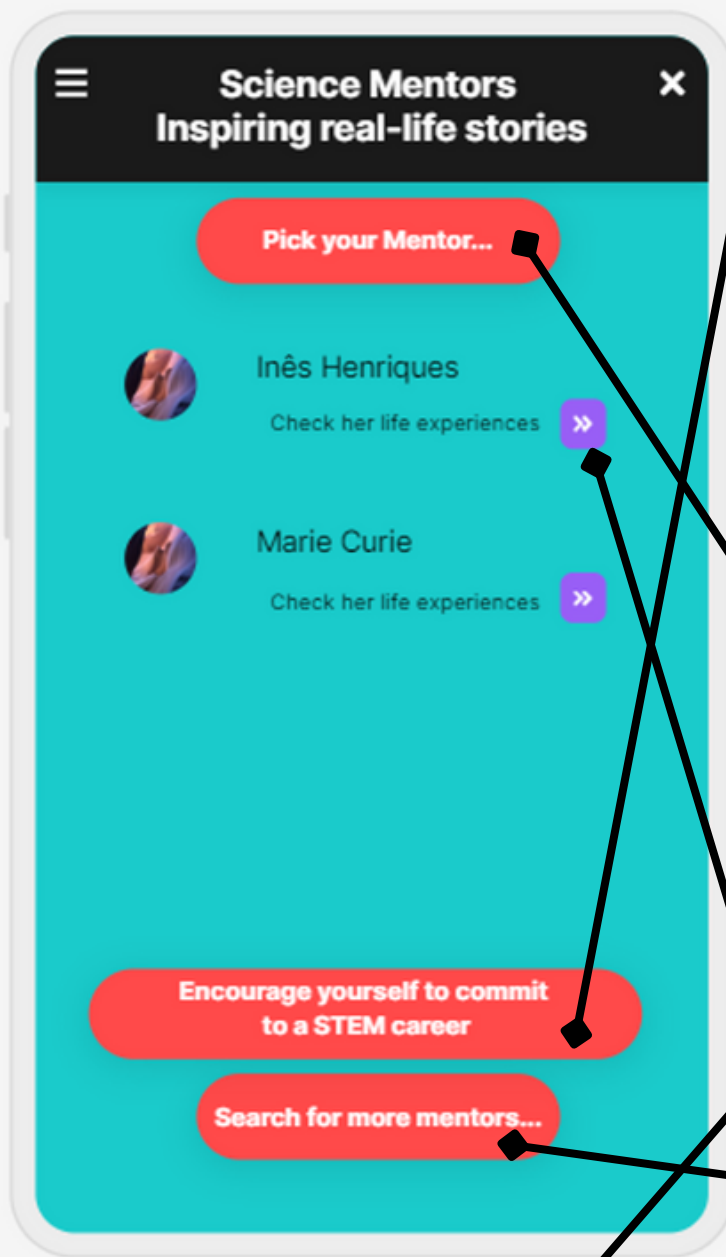 Science Mentors
Inspiring real-life stories
Pick your Mentor...
Inês Henriques
Check her life experiences
Marie Curie
Check her life experiences
Encourage yourself to commit
to a STEM career
Search for more mentors...